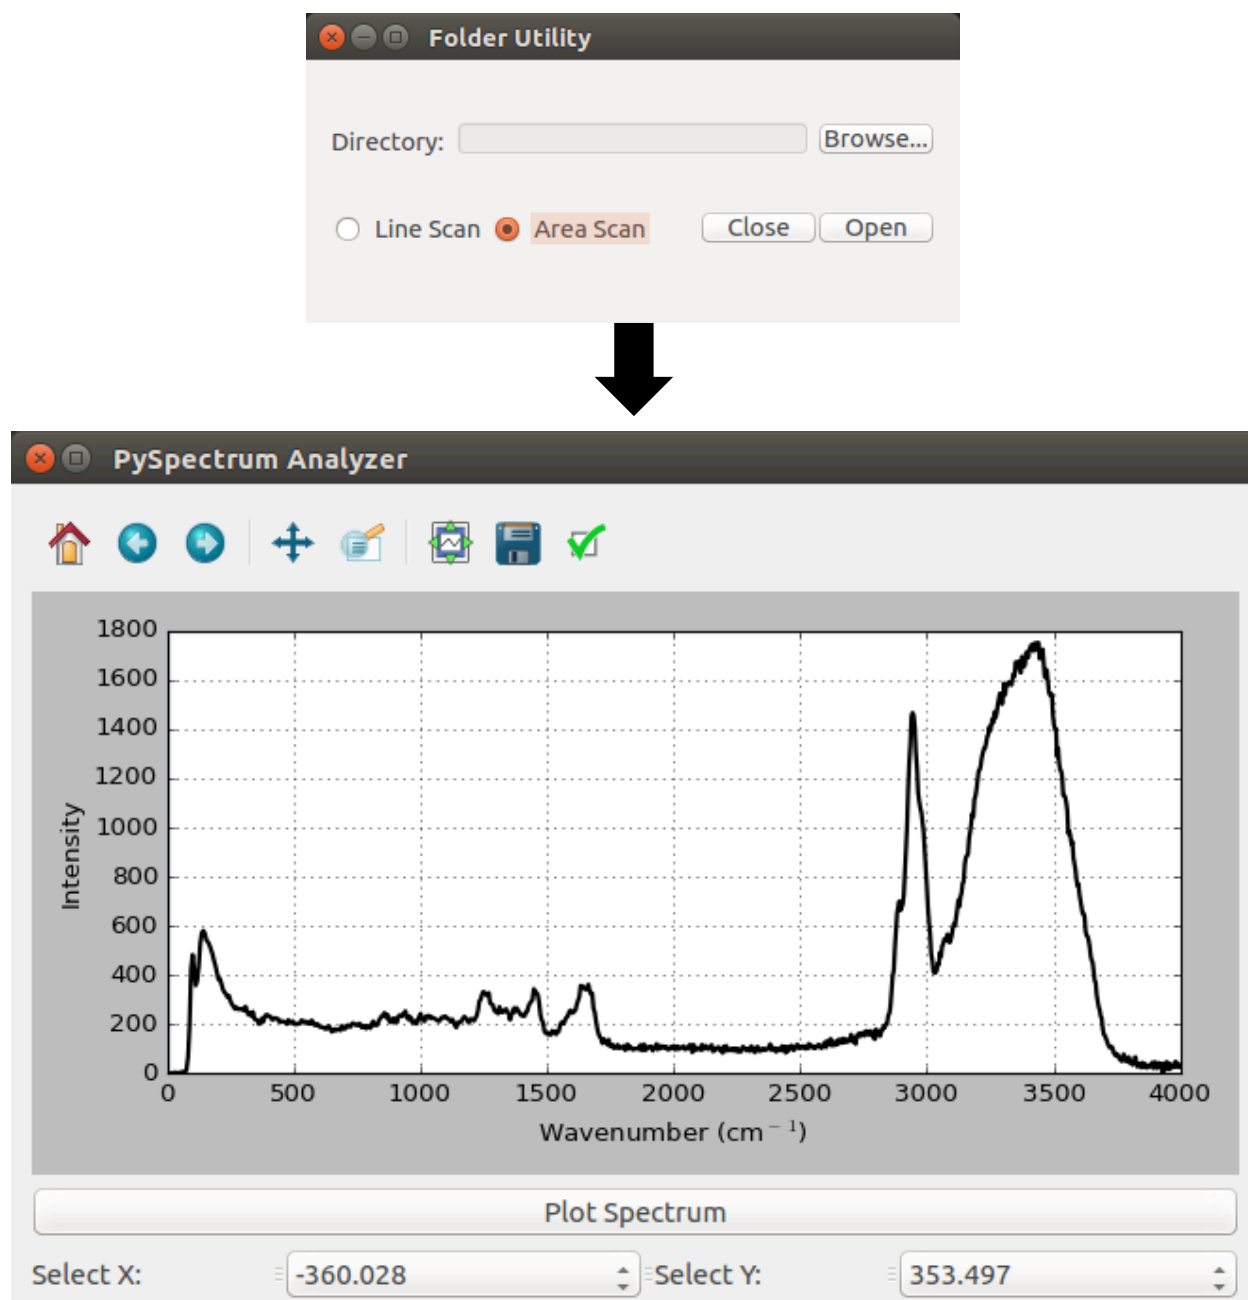 Folder Utility
Directory: Browse...
Line Scan Area Scan Close Open
PySpectrum Analyzer
1800
1600
1400
1200
1000
800
600
400
200
0
Intensity
0 500 1000 1500 2000 2500 3000 3500 4000
Wavenumber (cm⁻¹)
Plot Spectrum
Select X: -360.028 Select Y: 353.497